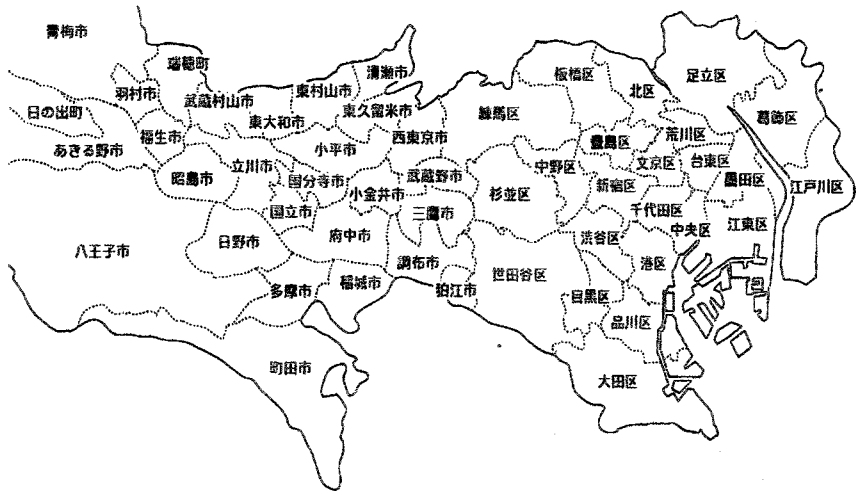 青梅市
瑞穂町
羽村市
日の出町
あきる野市
福生市
武蔵村山市
東大和市
東村山市
清瀬市
東久留米市
西東京市
小平市
昭島市
立川市
国分寺市
小金井市
武蔵野市
三鷹市
国立市
府中市
日野市
八王子市
多摩市
稲城市
調布市
狛江市
町田市
練馬区
板橋区
北区
足立区
葛飾区
荒川区
豊島区
文京区
台東区
墨田区
江戸川区
中野区
杉並区
新宿区
千代田区
中央区
江東区
渋谷区
港区
世田谷区
目黒区
品川区
大田区